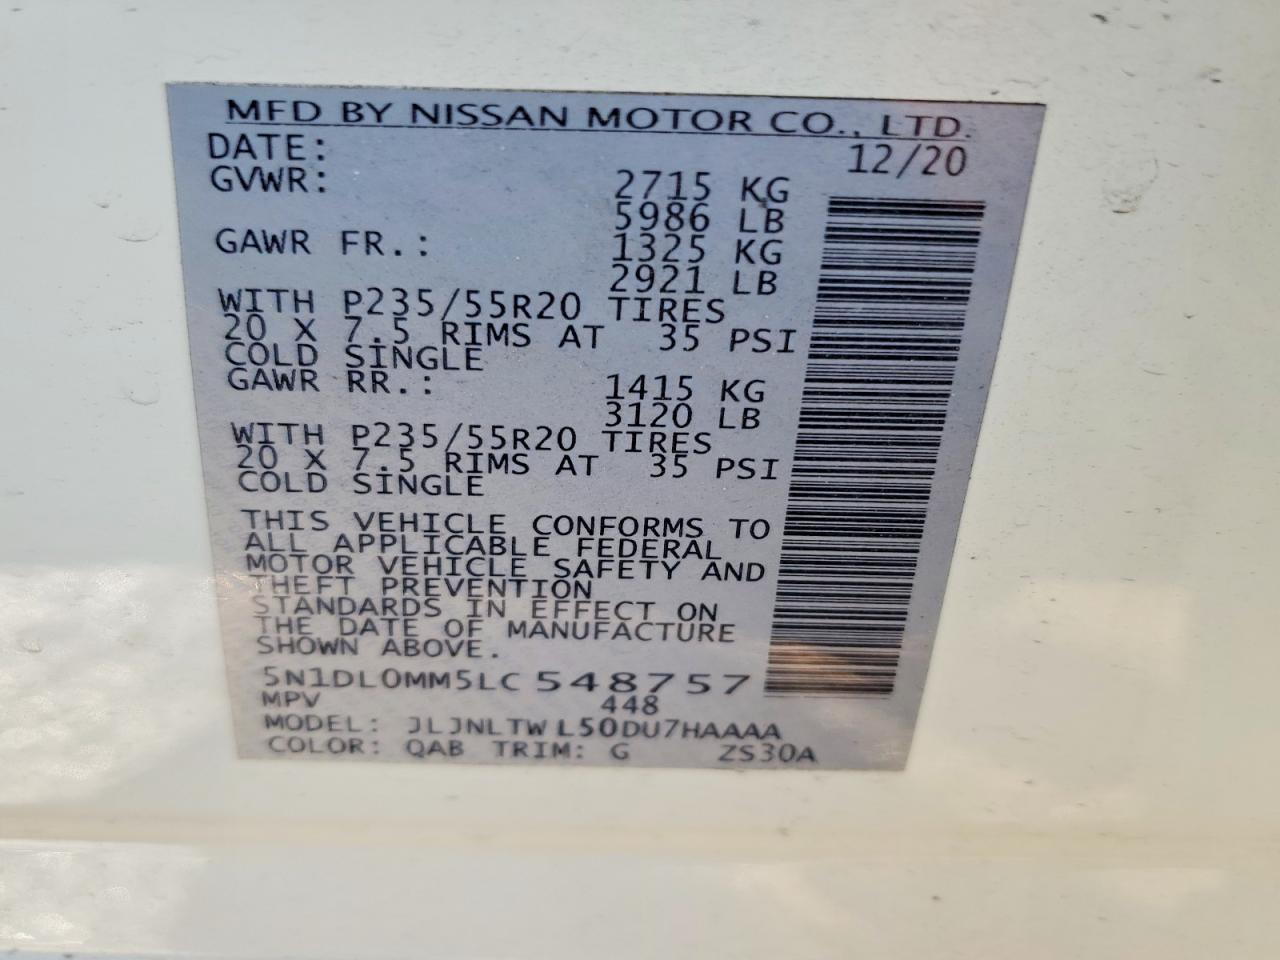 MFD BY NISSAN MOTOR CO., LTD.
DATE: 12/20
GVWR: 2715 KG
5986 LB
GAWR FR.: 1325 KG
2921 LB
WITH P235/55R20 TIRES
20 X 7.5 RIMS AT 35 PSI
COLD SINGLE
GAWR RR.: 1415 KG
3120 LB
WITH P235/55R20 TIRES
20 X 7.5 RIMS AT 35 PSI
COLD SINGLE
THIS VEHICLE CONFORMS TO
ALL APPLICABLE FEDERAL
MOTOR VEHICLE SAFETY AND
THEFT PREVENTION
STANDARDS IN EFFECT ON
THE DATE OF MANUFACTURE
SHOWN ABOVE.
5N1DL0MM5LC548757
MPV 448
MODEL: JLJNLTWL50DU7HAAAA
COLOR: QAB TRIM: G ZS30A